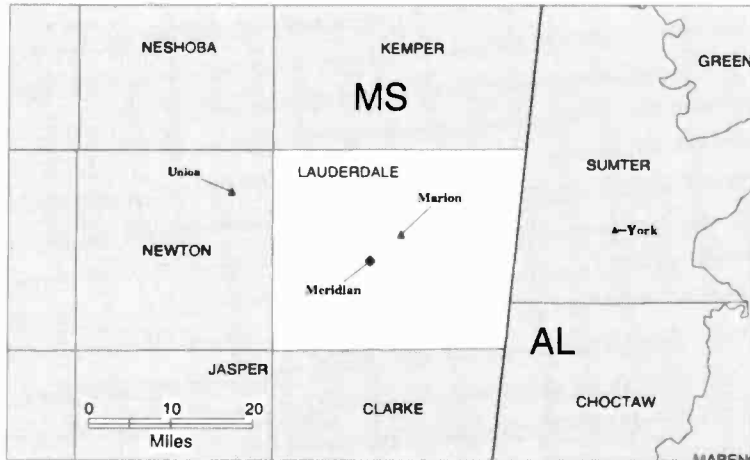 NESHOBA
KEMPER
GREEN
MS
Union
LAUDERDALE
SUMTER
Marion
York
NEWTON
Meridian
AL
JASPER
0 10 20
Miles
CLARKE
CHOCTAW
MAREN